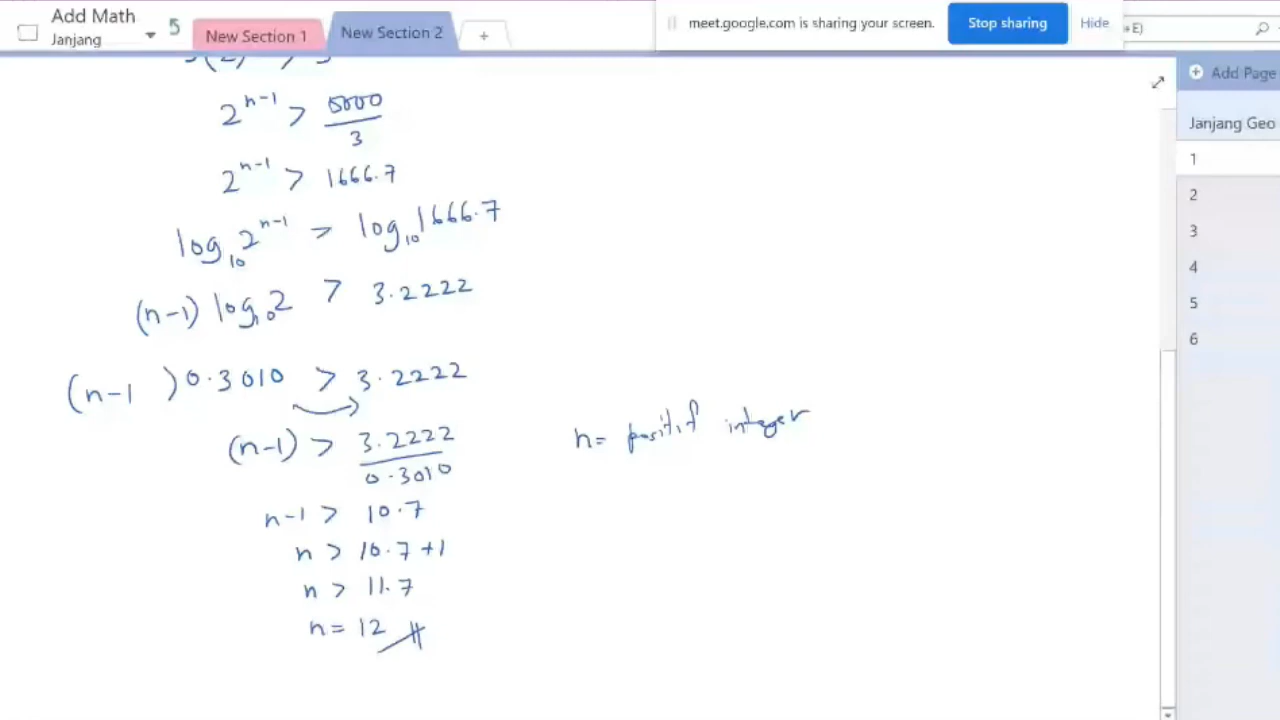 Add Math
Janjang
New Section 1
New Section 2
+
meet.google.com is sharing your screen.
Stop sharing
Hide
+E)
Add Page
Janjang Geo
1
2
3
4
5
6
2^(n-1) > 5000/3
2^(n-1) > 1666.7
log₁₀ 2^(n-1) > log₁₀ 1666.7
(n-1) log₁₀ 2 > 3.2222
(n-1) 0.3010 > 3.2222
(n-1) > 3.2222/0.3010
n = positif integer
n-1 > 10.7
n > 10.7 +1
n > 11.7
n = 12